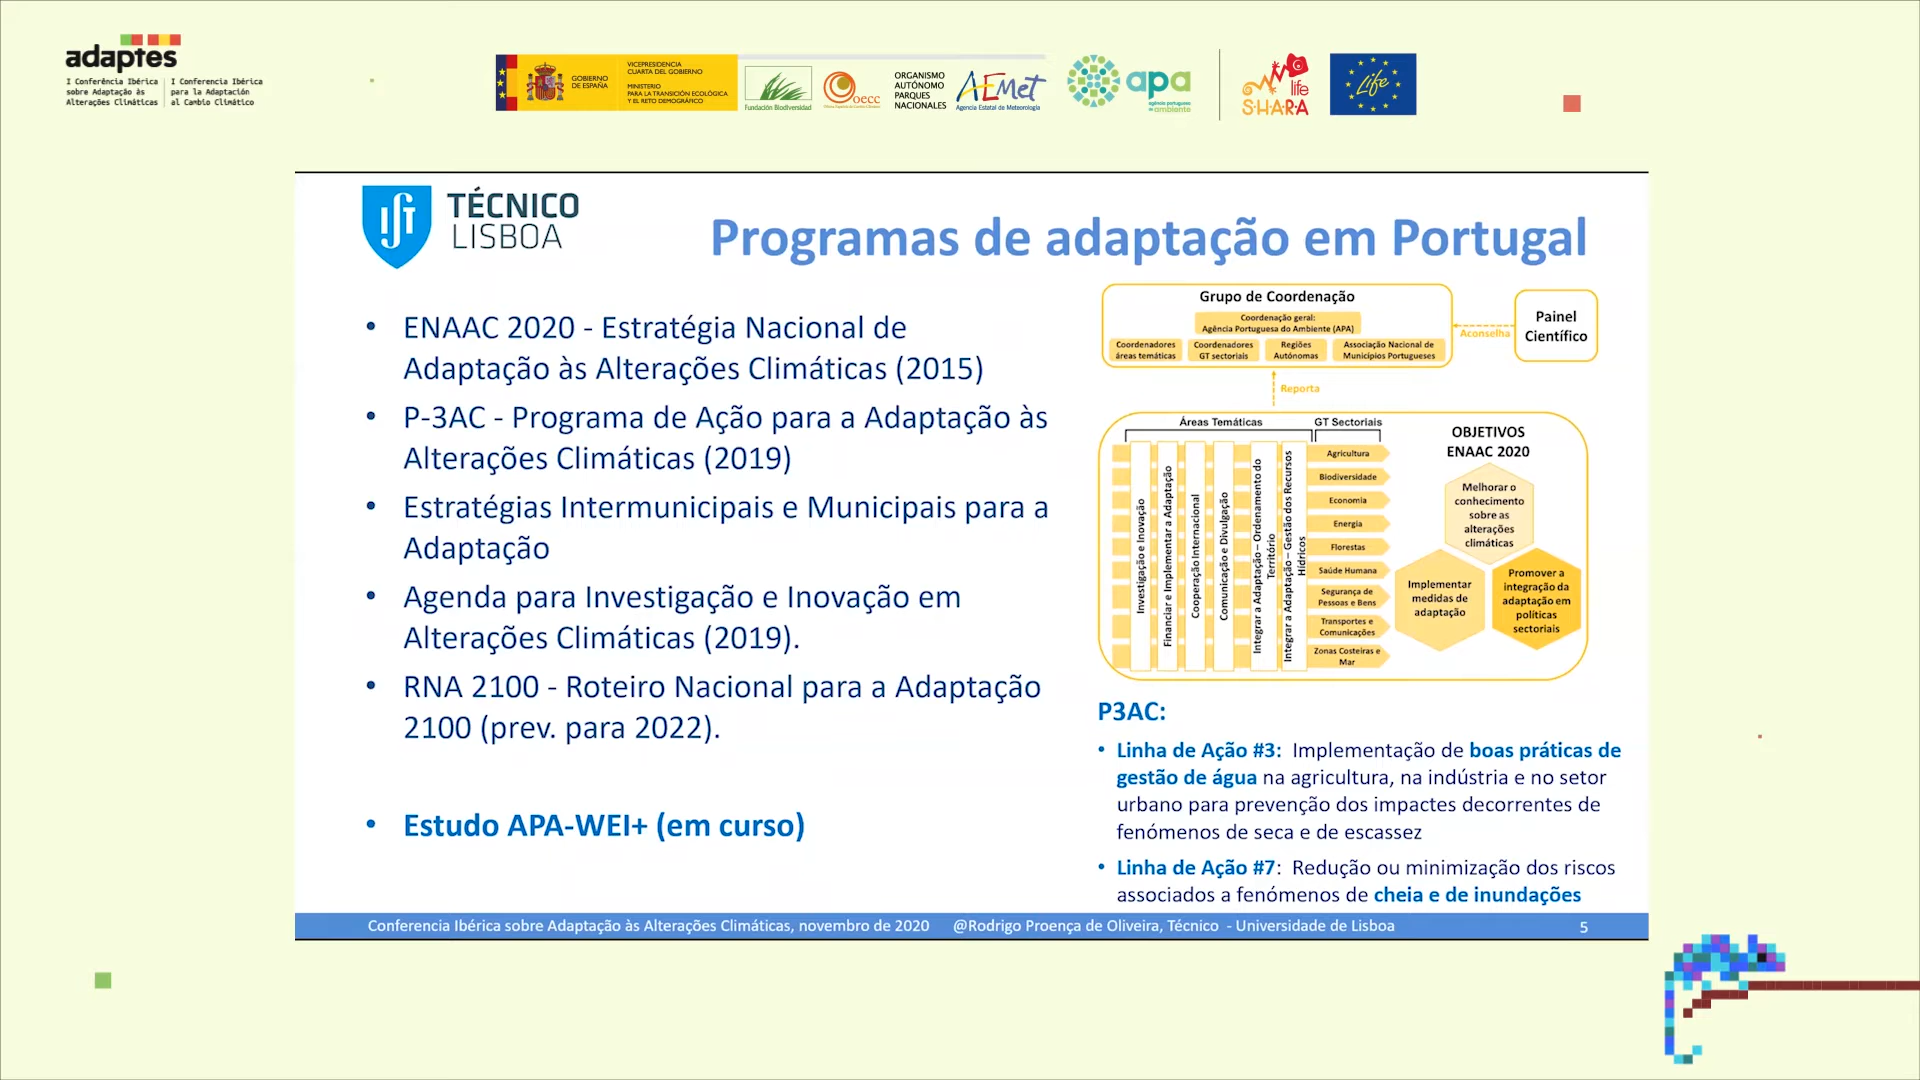 adaptes
I Conferência Ibérica
sobre Adaptação às
Alterações Climáticas
I Conferencia Ibérica
para la Adaptación
al Cambio Climático
GOBIERNO
DE ESPAÑA
VICEPRESIDENCIA
CUARTA DEL GOBIERNO
MINISTERIO
PARA LA TRANSICIÓN ECOLÓGICA
Y EL RETO DEMOGRÁFICO
Fundación Biodiversidad
oecc
ORGANISMO
AUTÓNOMO
PARQUES
NACIONALES
AEMet
Agencia Estatal de Meteorología
apa
agência portuguesa
do ambiente
life
S·H·A·R·A
Life
TÉCNICO
LISBOA
Programas de adaptação em Portugal
• ENAAC 2020 - Estratégia Nacional de
Adaptação às Alterações Climáticas (2015)
• P-3AC - Programa de Ação para a Adaptação às
Alterações Climáticas (2019)
• Estratégias Intermunicipais e Municipais para a
Adaptação
• Agenda para Investigação e Inovação em
Alterações Climáticas (2019).
• RNA 2100 - Roteiro Nacional para a Adaptação
2100 (prev. para 2022).
• Estudo APA-WEI+ (em curso)
Grupo de Coordenação
Coordenação geral:
Agência Portuguesa do Ambiente (APA)
Coordenadores
áreas temáticas
Coordenadores
GT sectoriais
Regiões
Autónomas
Associação Nacional de
Municípios Portugueses
Aconselha
Painel
Científico
Reporta
Áreas Temáticas
GT Sectoriais
Investigação e Inovação
Financiar e Implementar a Adaptação
Cooperação Internacional
Comunicação e Divulgação
Integrar a Adaptação – Ordenamento do
Território
Integrar a Adaptação – Gestão dos Recursos
Hídricos
Agricultura
Biodiversidade
Economia
Energia
Florestas
Saúde Humana
Segurança de
Pessoas e Bens
Transportes e
Comunicações
Zonas Costeiras e
Mar
OBJETIVOS
ENAAC 2020
Melhorar o
conhecimento
sobre as
alterações
climáticas
Implementar
medidas de
adaptação
Promover a
integração da
adaptação em
políticas
sectoriais
P3AC:
• Linha de Ação #3: Implementação de boas práticas de
gestão de água na agricultura, na indústria e no setor
urbano para prevenção dos impactes decorrentes de
fenómenos de seca e de escassez
• Linha de Ação #7: Redução ou minimização dos riscos
associados a fenómenos de cheia e de inundações
Conferencia Ibérica sobre Adaptação às Alterações Climáticas, novembro de 2020 @Rodrigo Proença de Oliveira, Técnico - Universidade de Lisboa 5